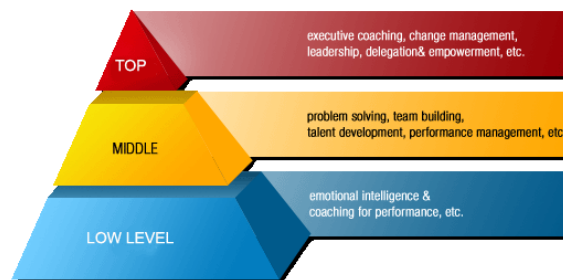 TOP
executive coaching, change management,
leadership, delegation& empowerment, etc.
MIDDLE
problem solving, team building,
talent development, performance management, etc
LOW LEVEL
emotional intelligence &
coaching for performance, etc.